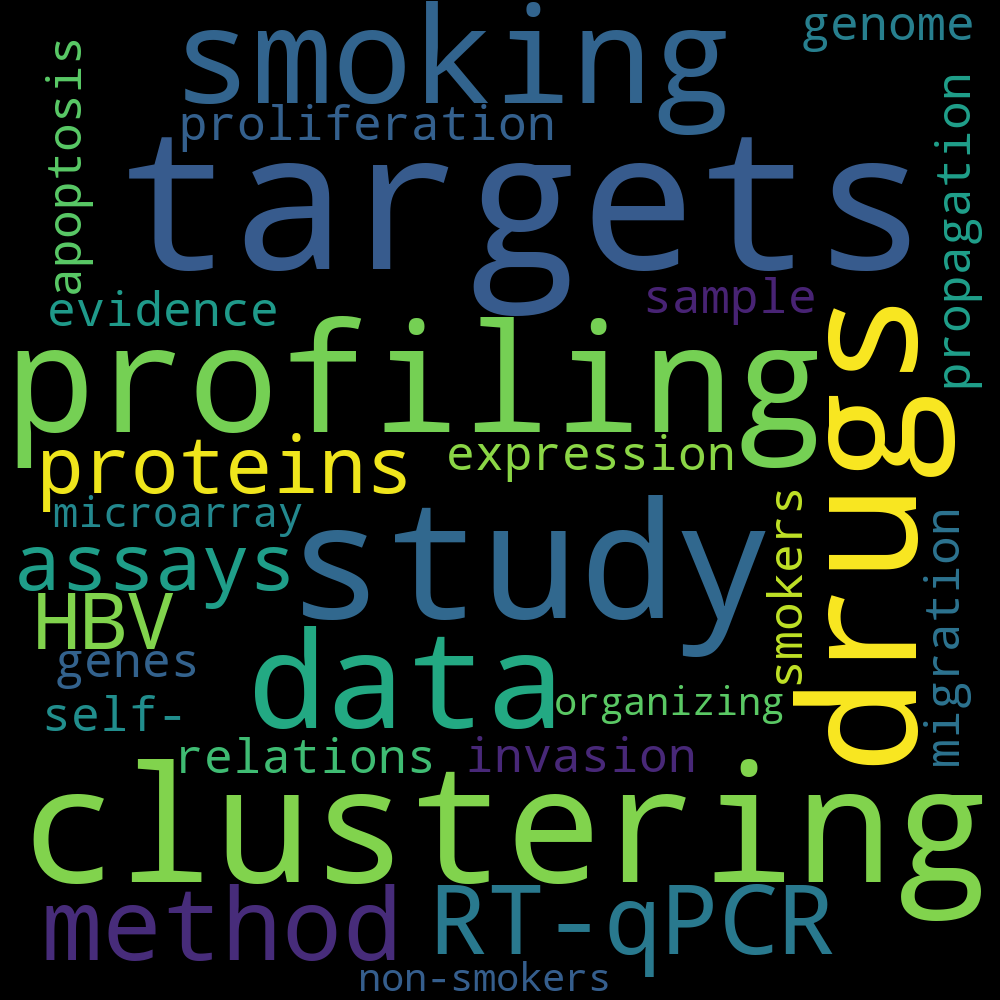 smoking
genome
apoptosis
proliferation
propagation
targets
evidence
sample
profiling
drugs
proteins
expression
microarray
study
smokers
migration
assays
HBV
genes
data
self-
organizing
relations
invasion
clustering
method
RT-qPCR
non-smokers